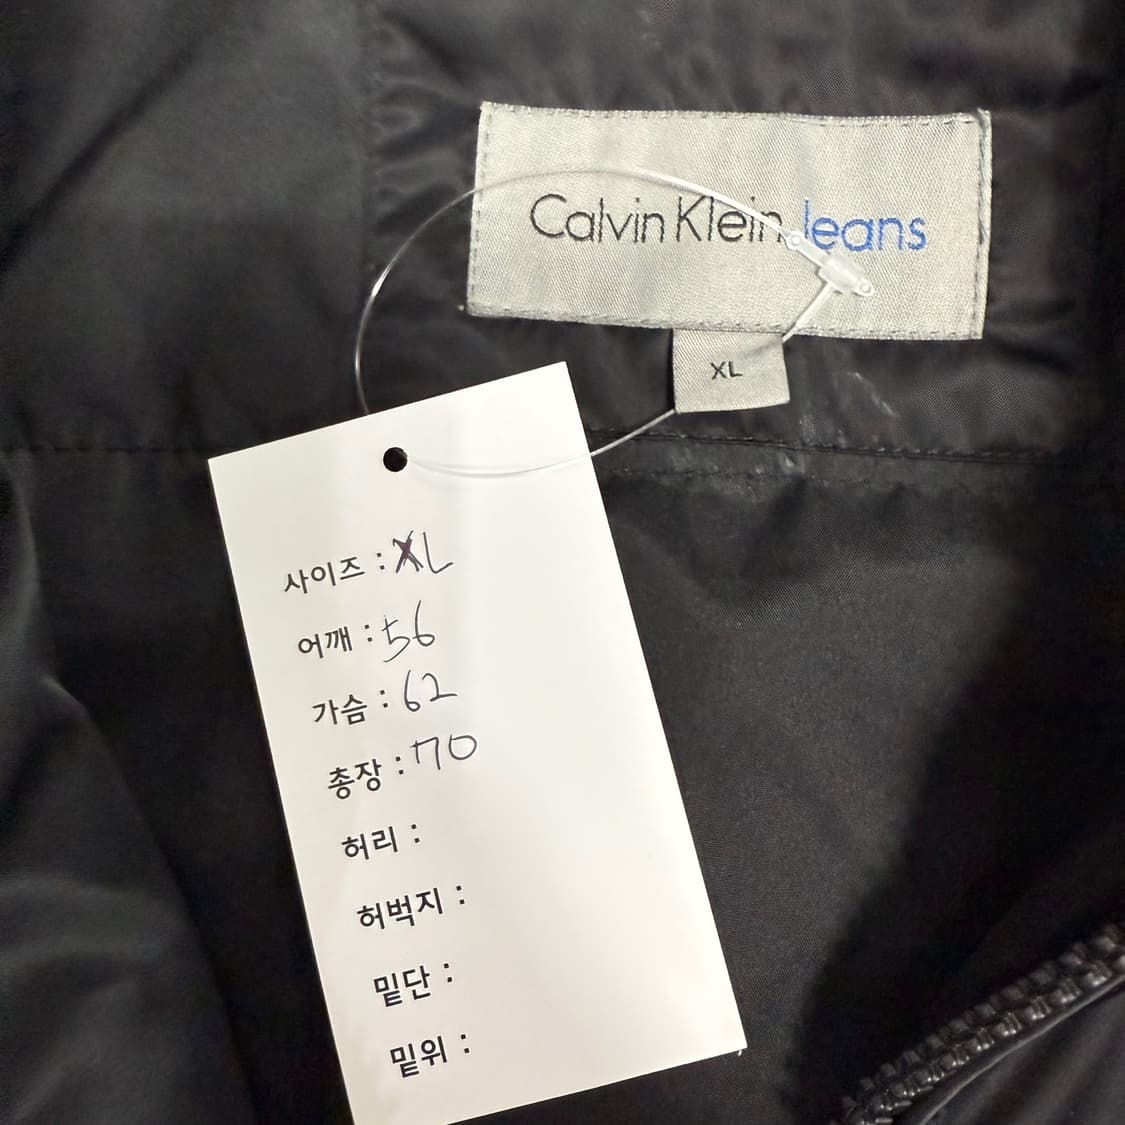 Calvin Klein Jeans
XL
사이즈 : XL
어깨 : 56
가슴 : 62
총장 : 70
허리 :
허벅지 :
밑단 :
밑위 :